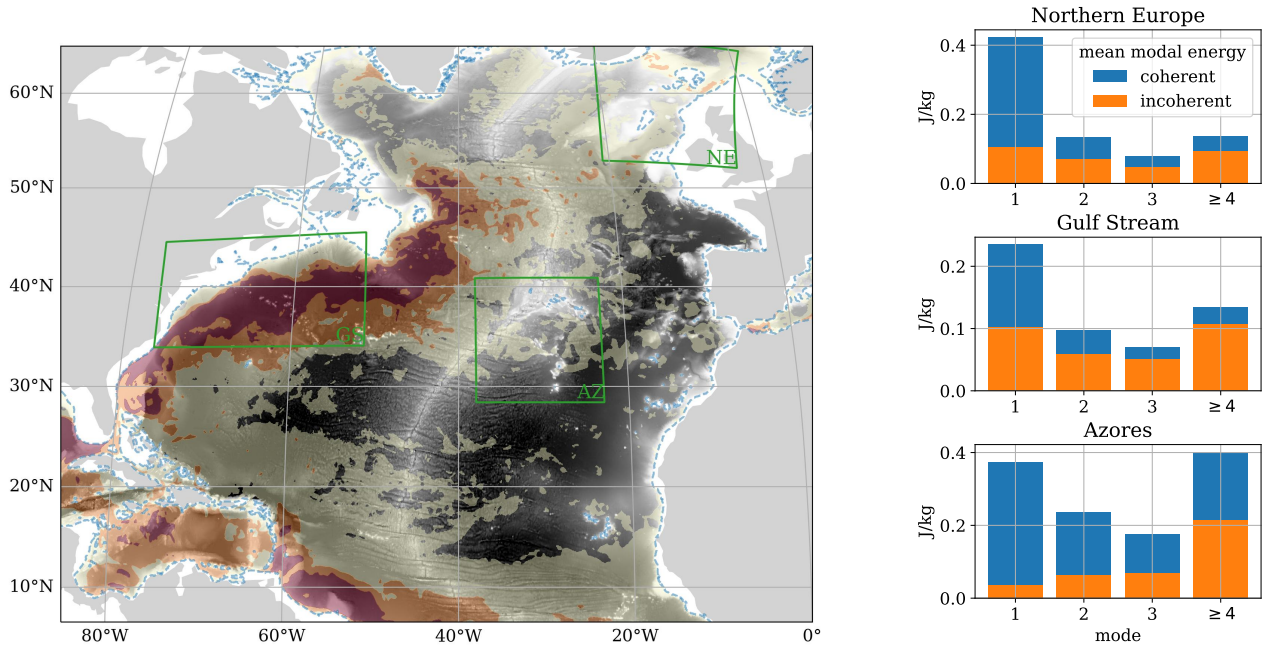 60°N
50°N
40°N
30°N
20°N
10°N
80°W
60°W
40°W
20°W
0°
NE
GS
AZ
Northern Europe
mean modal energy
coherent
incoherent
J/kg
0.4
0.2
0.0
1
2
3
≥ 4
Gulf Stream
J/kg
0.2
0.1
0.0
1
2
3
≥ 4
Azores
J/kg
0.4
0.2
0.0
1
2
3
≥ 4
mode